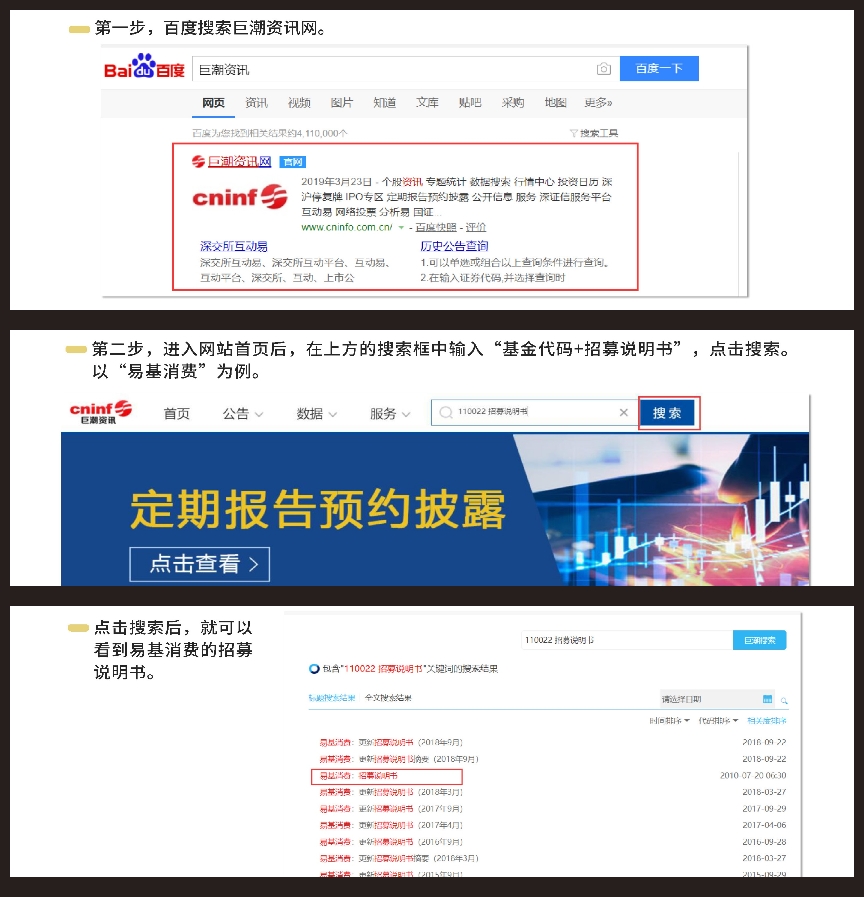 第一步，百度搜索巨潮资讯网。
Bai du 百度
巨潮资讯
百度一下
网页 资讯 视频 图片 知道 文库 贴吧 采购 地图 更多»
百度为您找到相关结果约4,110,000个
搜索工具
巨潮资讯网 官网
cninf
2019年3月23日 - 个股资讯 专题统计 数据搜索 行情中心 投资日历 深
沪停复牌 IPO专区 定期报告预约披露 公开信息 服务 深证信服务平台
互动易 网络投票 分析易 国证...
www.cninfo.com.cn/ - 百度快照 - 评价
深交所互动易
深交所互动易、深交所互动平台、互动易、
互动平台、深交所、互动、上市公
历史公告查询
1.可以单选或组合以上查询条件进行查询。
2.在输入证券代码,并选择查询时
第二步，进入网站首页后，在上方的搜索框中输入“基金代码+招募说明书”，点击搜索。
以“易基消费”为例。
cninf
巨潮资讯
首页 公告 数据 服务
110022 招募说明书
搜索
定期报告预约披露
点击查看 >
点击搜索后，就可以
看到易基消费的招募
说明书。
110022 招募说明书
巨潮搜索
包含"110022 招募说明书"关键词的搜索结果
标题搜索结果 全文搜索结果
请选择日期
时间排序 代码排序 相关度排序
易基消费：更新招募说明书（2018年9月） 2018-09-22
易基消费：更新招募说明书摘要（2018年9月） 2018-09-22
易基消费：招募说明书 2010-07-20 06:30
易基消费：更新招募说明书（2018年3月） 2018-03-27
易基消费：更新招募说明书（2017年9月） 2017-09-29
易基消费：更新招募说明书（2017年4月） 2017-04-06
易基消费：更新招募说明书（2016年9月） 2016-09-28
易基消费：更新招募说明书摘要（2018年3月） 2018-03-27
易基消费：更新招募说明书（2015年9月） 2015-09-29